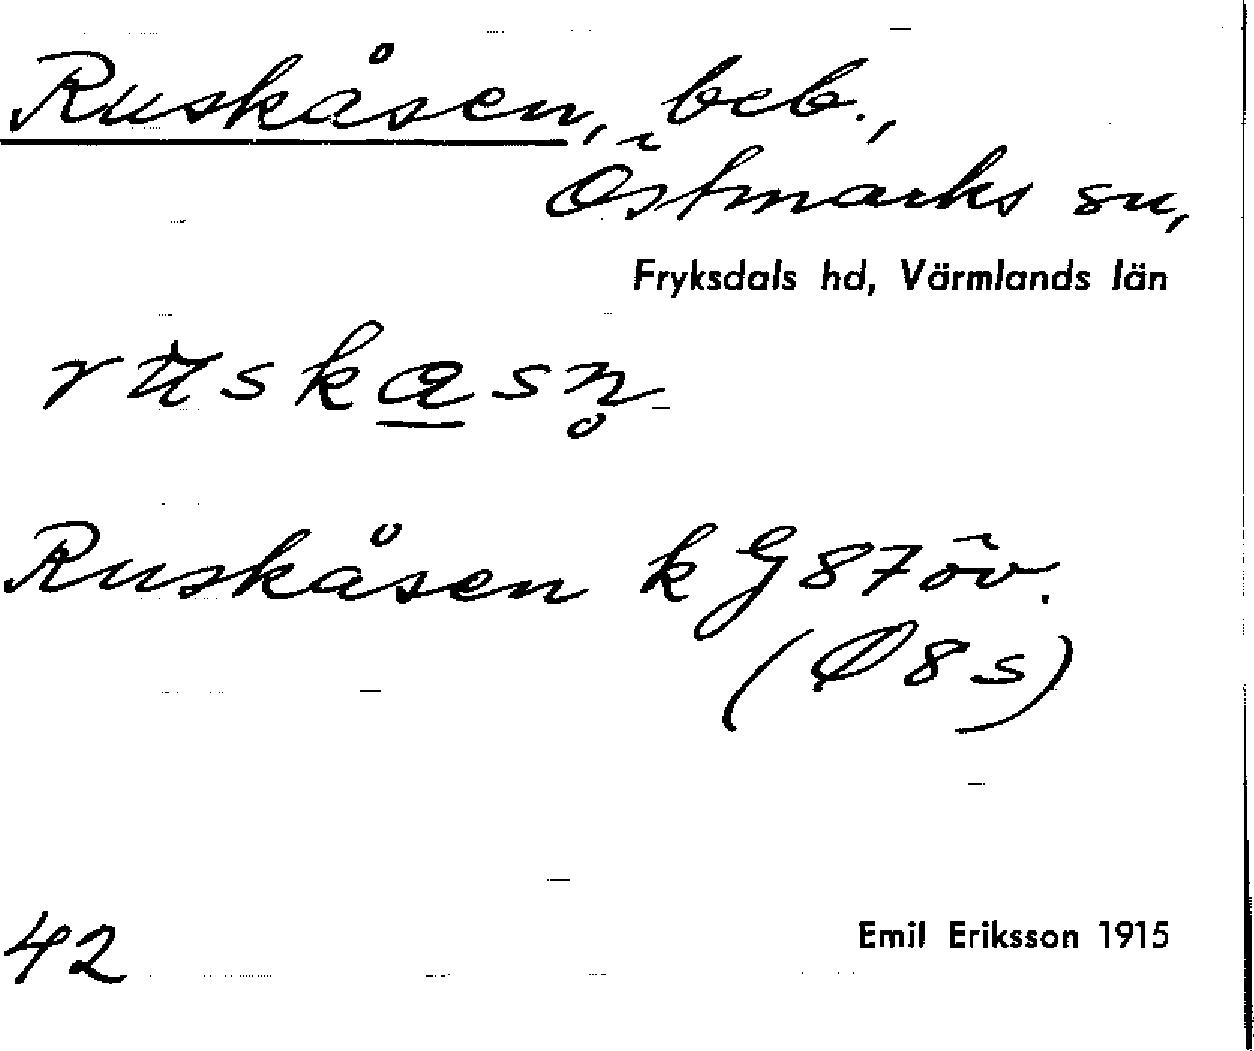 Ruskåsen, beb.,
Östmarks sn,
Fryksdals hd, Värmlands län
Ruskåsen k G 87 öv.
(Ø 8 s)
42
Emil Eriksson 1915